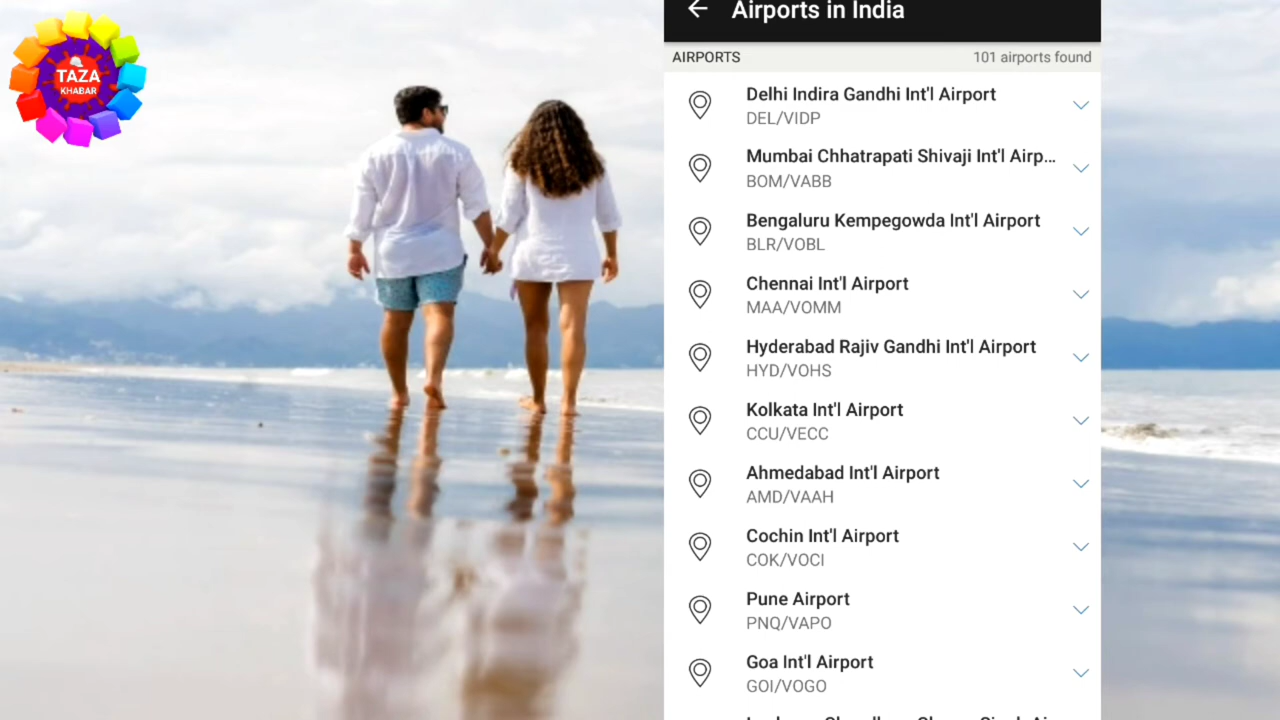 TAZA
KHABAR
Airports in India
AIRPORTS 101 airports found
Delhi Indira Gandhi Int'l Airport
DEL/VIDP
Mumbai Chhatrapati Shivaji Int'l Airp...
BOM/VABB
Bengaluru Kempegowda Int'l Airport
BLR/VOBL
Chennai Int'l Airport
MAA/VOMM
Hyderabad Rajiv Gandhi Int'l Airport
HYD/VOHS
Kolkata Int'l Airport
CCU/VECC
Ahmedabad Int'l Airport
AMD/VAAH
Cochin Int'l Airport
COK/VOCI
Pune Airport
PNQ/VAPO
Goa Int'l Airport
GOI/VOGO